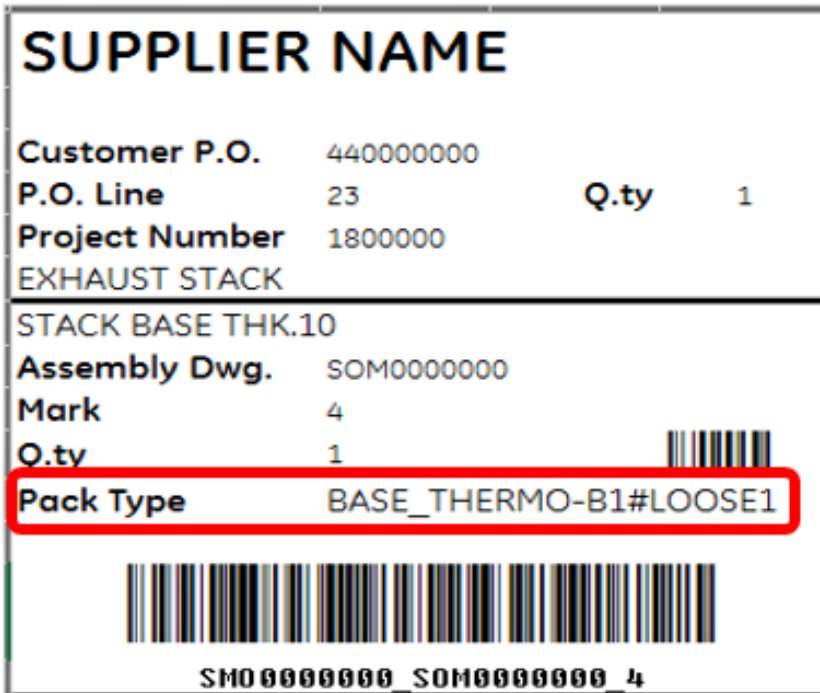 SUPPLIER NAME
Customer P.O. 440000000
P.O. Line 23 Q.ty 1
Project Number 1800000
EXHAUST STACK
STACK BASE THK.10
Assembly Dwg. SOM0000000
Mark 4
Q.ty 1
Pack Type BASE_THERMO-B1#LOOSE1
SMO0000000_SOM0000000_4